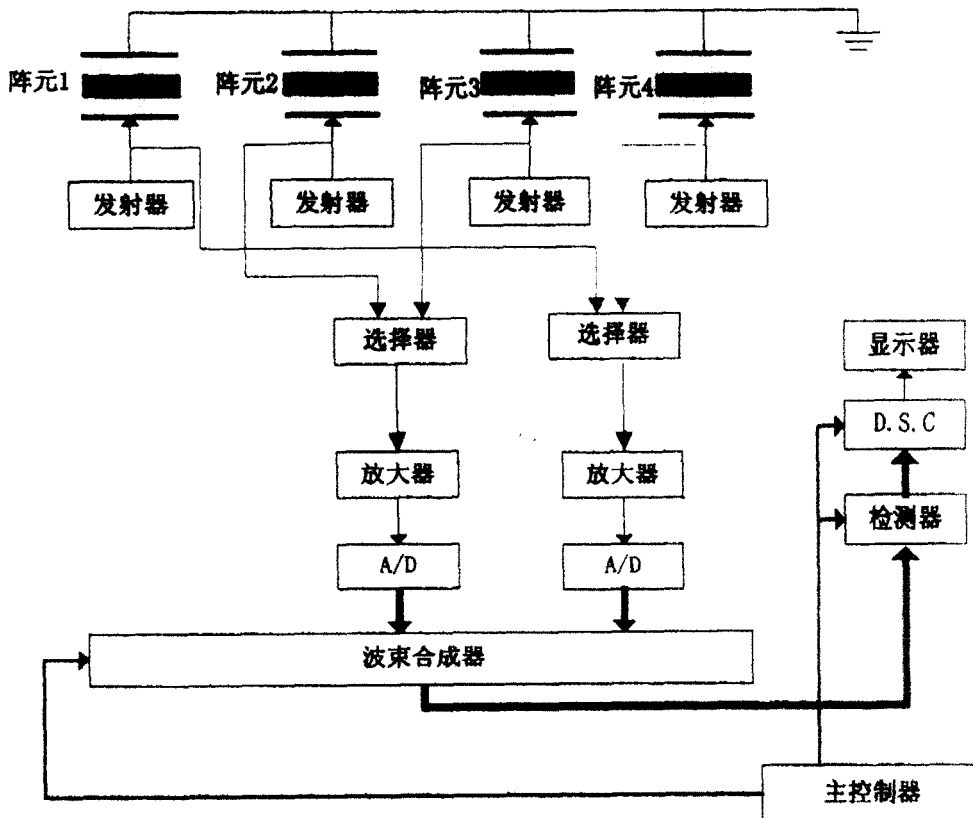 阵元1
阵元2
阵元3
阵元4
发射器
发射器
发射器
发射器
选择器
选择器
显示器
D.S.C
放大器
放大器
检测器
A/D
A/D
波束合成器
主控制器